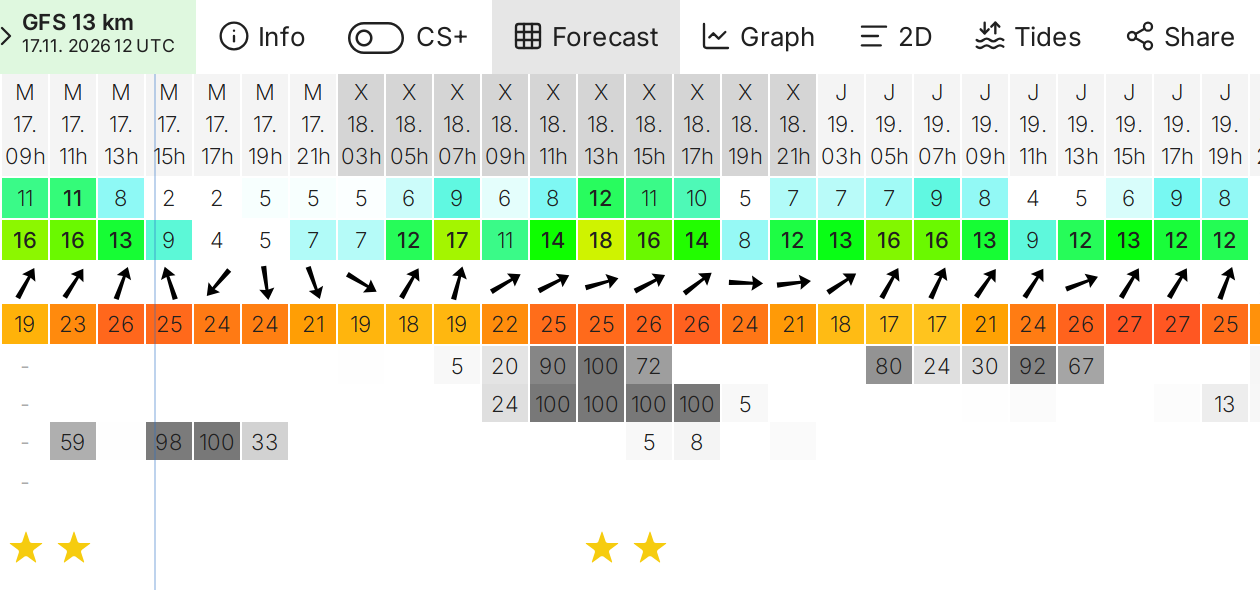 GFS 13 km
17.11. 2026 12 UTC
Info CS+ Forecast Graph 2D Tides Share
M M M M M M M X X X X X X X X X X J J J J J J J J J
17. 17. 17. 17. 17. 17. 17. 18. 18. 18. 18. 18. 18. 18. 18. 18. 18. 19. 19. 19. 19. 19. 19. 19. 19. 19.
09h 11h 13h 15h 17h 19h 21h 03h 05h 07h 09h 11h 13h 15h 17h 19h 21h 03h 05h 07h 09h 11h 13h 15h 17h 19h
11 11 8 2 2 5 5 5 6 9 6 8 12 11 10 5 7 7 7 9 8 4 5 6 9 8
16 16 13 9 4 5 7 7 12 17 11 14 18 16 14 8 12 13 16 16 13 9 12 13 12 12
19 23 26 25 24 24 21 19 18 19 22 25 25 26 26 24 21 18 17 17 21 24 26 27 27 25
- 5 20 90 100 72 80 24 30 92 67
- 24 100 100 100 100 5 13
- 59 98 100 33 5 8
-